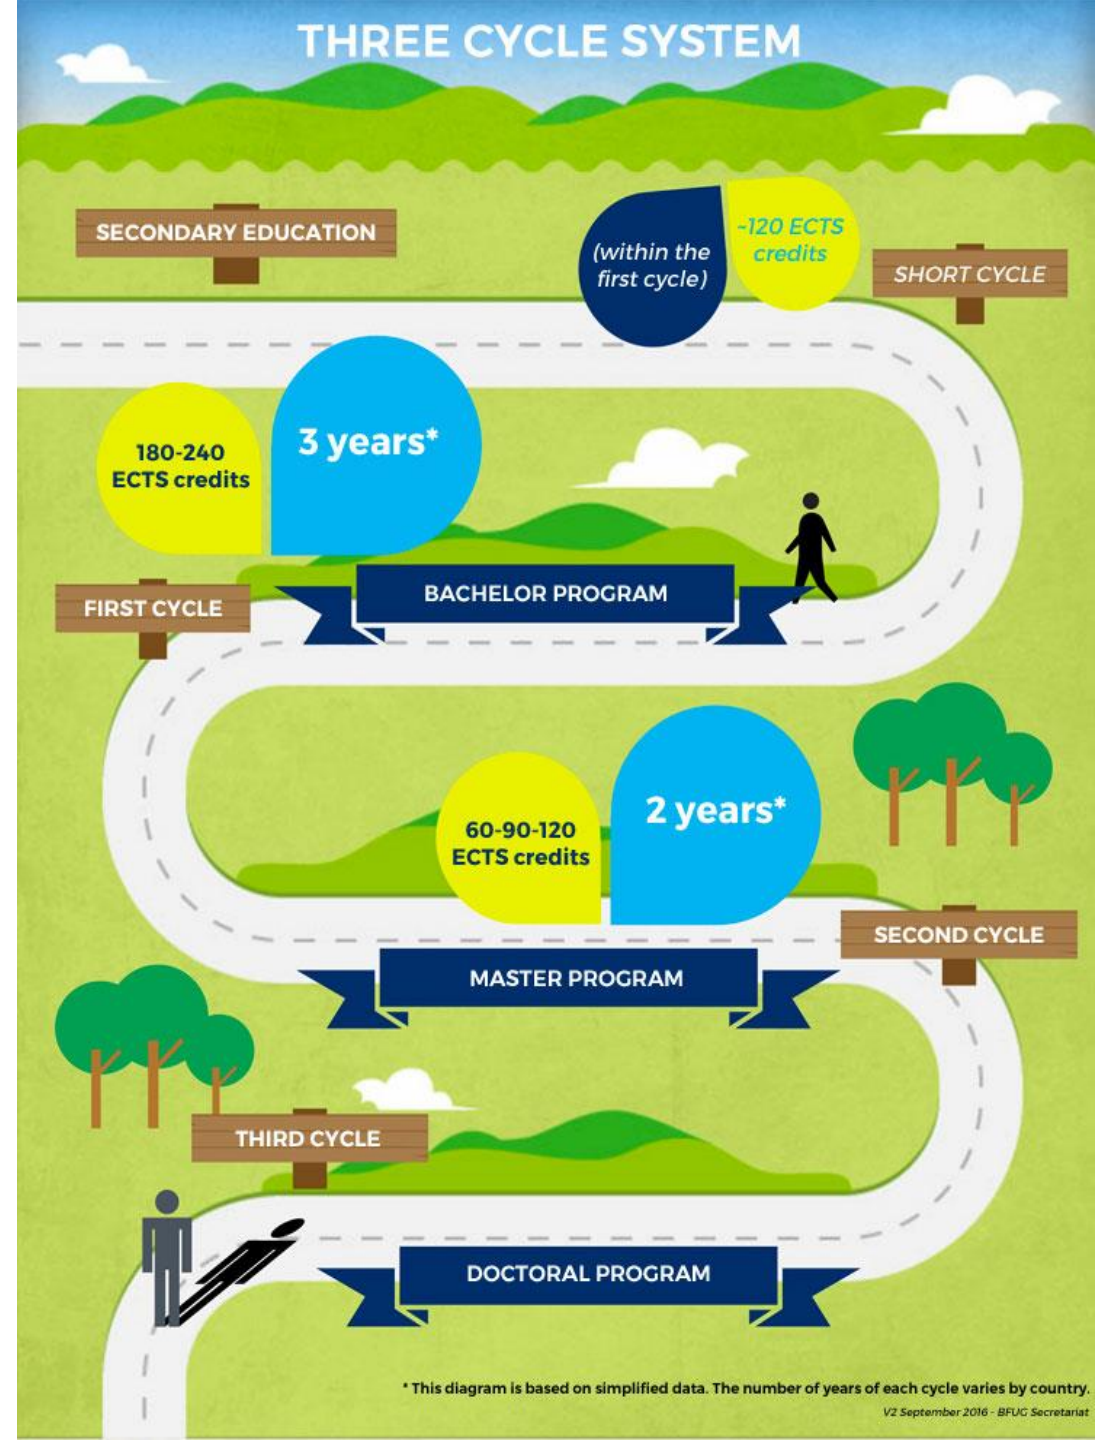 THREE CYCLE SYSTEM
SECONDARY EDUCATION
(within the
first cycle)
~120 ECTS
credits
SHORT CYCLE
180-240
ECTS credits
3 years*
BACHELOR PROGRAM
FIRST CYCLE
60-90-120
ECTS credits
2 years*
SECOND CYCLE
MASTER PROGRAM
THIRD CYCLE
DOCTORAL PROGRAM
* This diagram is based on simplified data. The number of years of each cycle varies by country.
V2 September 2016 - BFUG Secretariat